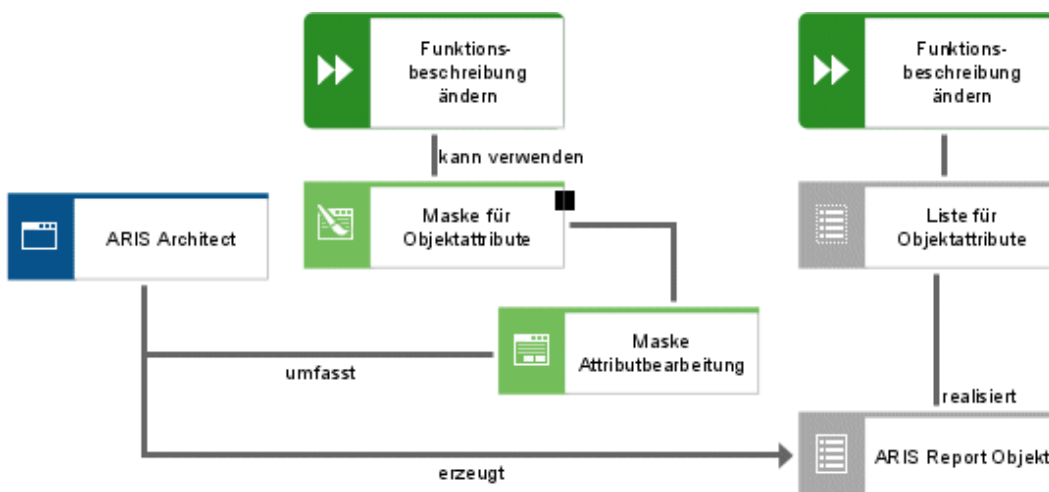 Funktions-
beschreibung
ändern
Funktions-
beschreibung
ändern
kann verwenden
ARIS Architect
Maske für
Objektattribute
Liste für
Objektattribute
Maske
Attributbearbeitung
umfasst
realisiert
ARIS Report Objekt
erzeugt